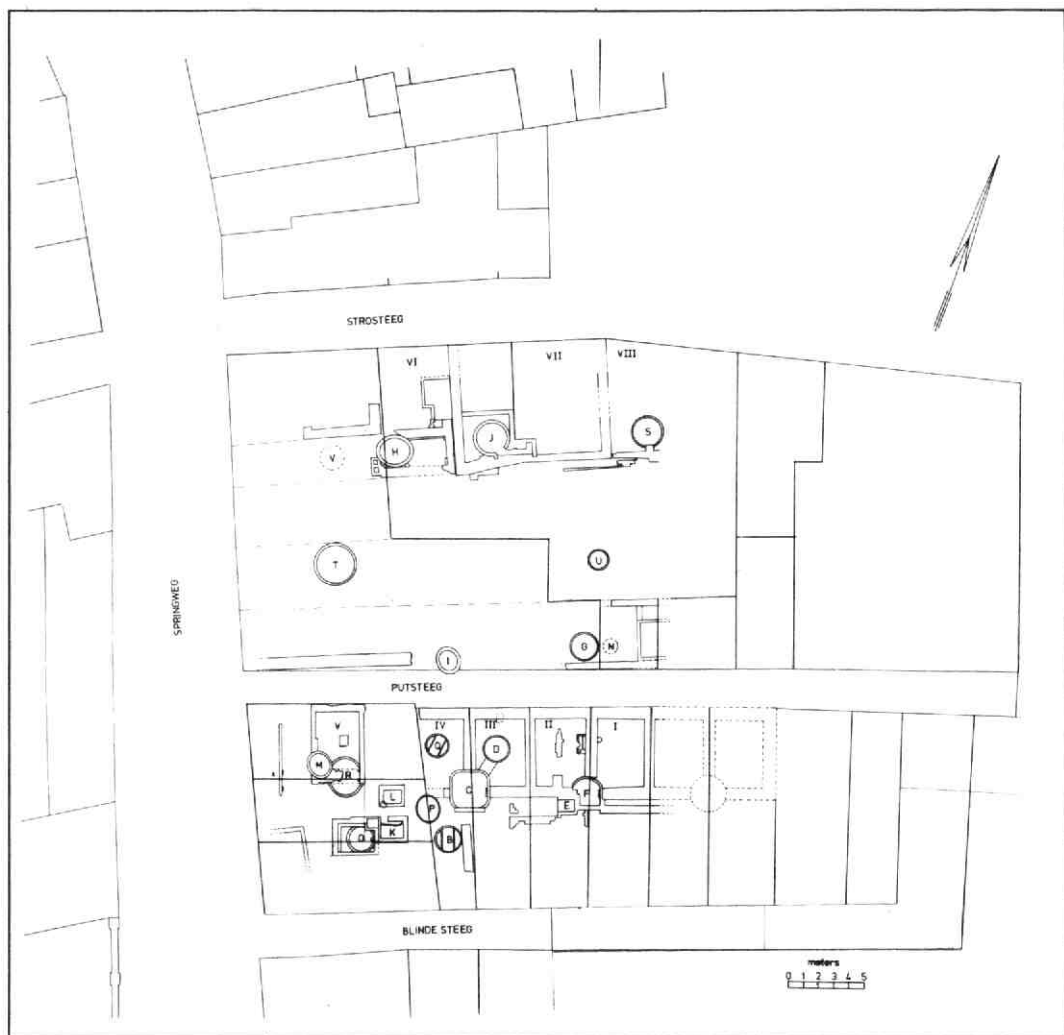 STROSTEEG
VI
VII
VIII
V
H
J
S
T
U
SPRINGWEG
G
N
I
PUTSTEEG
V
IV
III
II
I
D
M
R
C
F
L
P
E
K
B
BLINDE STEEG
meters
0 1 2 3 4 5